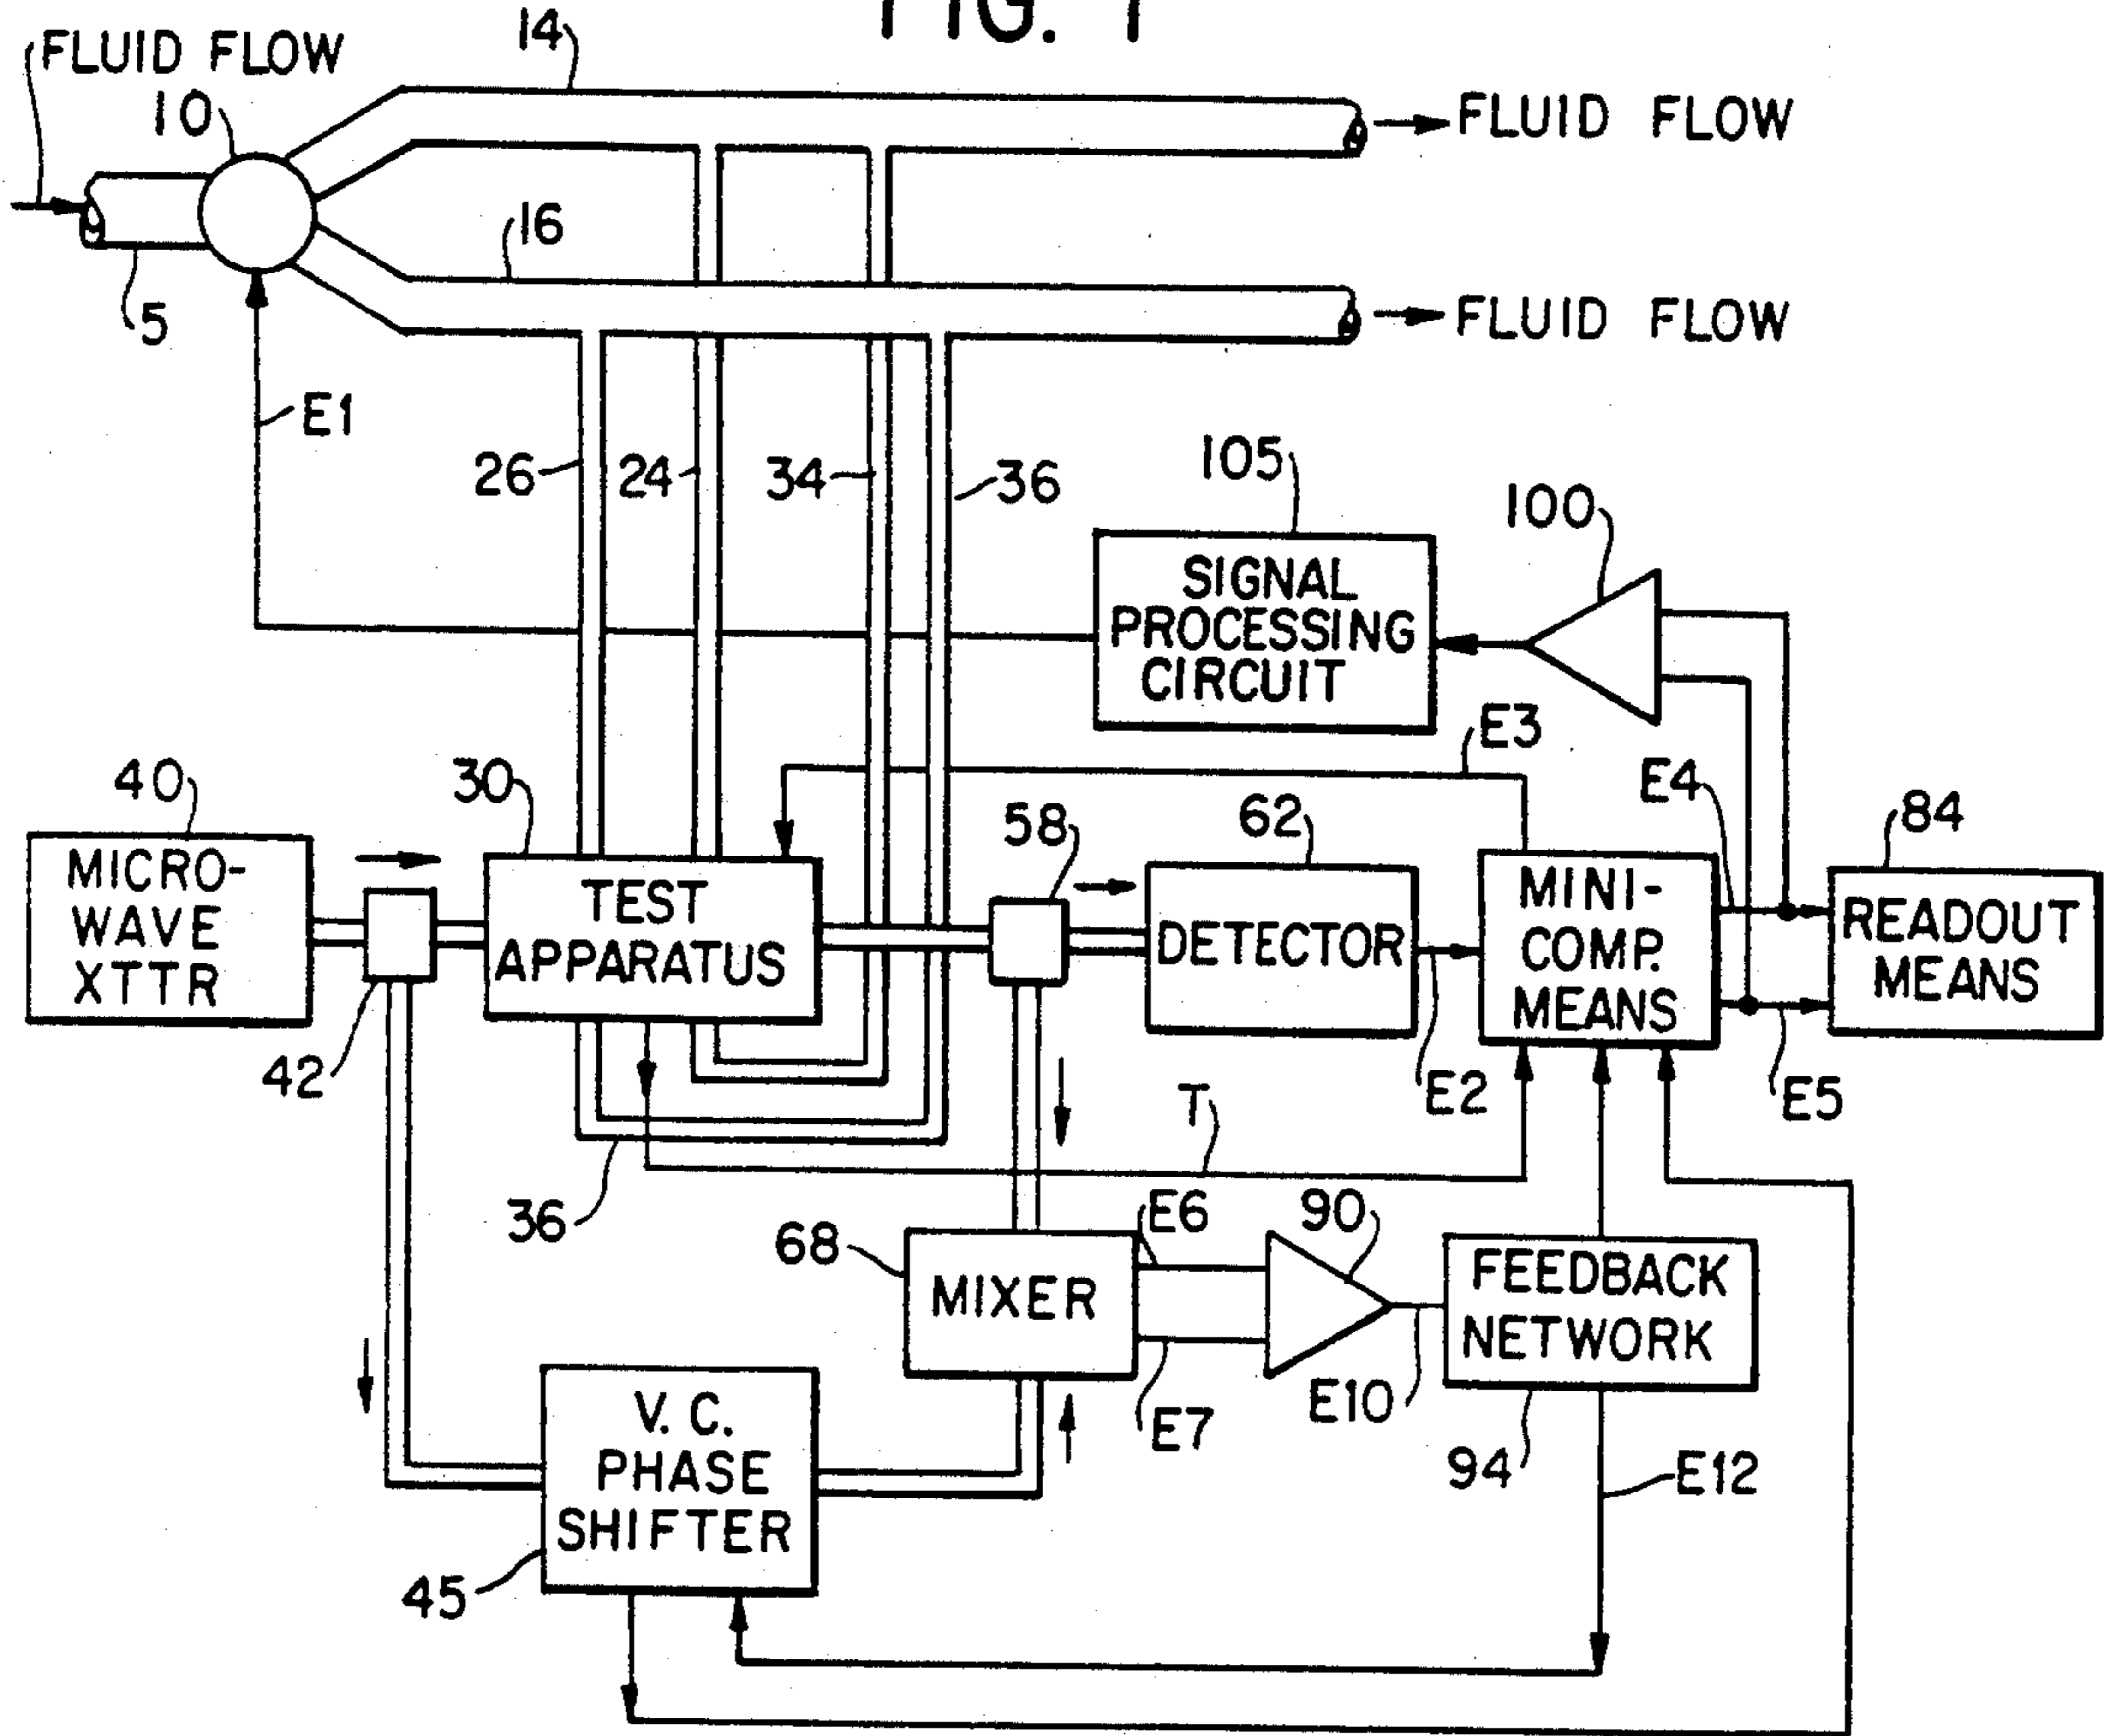 FIG. 1
14
FLUID FLOW
10
FLUID FLOW
16
5
FLUID FLOW
E1
26
24
34
36
105
100
SIGNAL
PROCESSING
CIRCUIT
E3
40
30
58
62
E4
84
MICRO-
WAVE
XTTR
TEST
APPARATUS
DETECTOR
MINI-
COMP.
MEANS
READOUT
MEANS
42
E2
E5
T
36
68
E6
90
MIXER
FEEDBACK
NETWORK
E7
E10
94
E12
V. C.
PHASE
SHIFTER
45